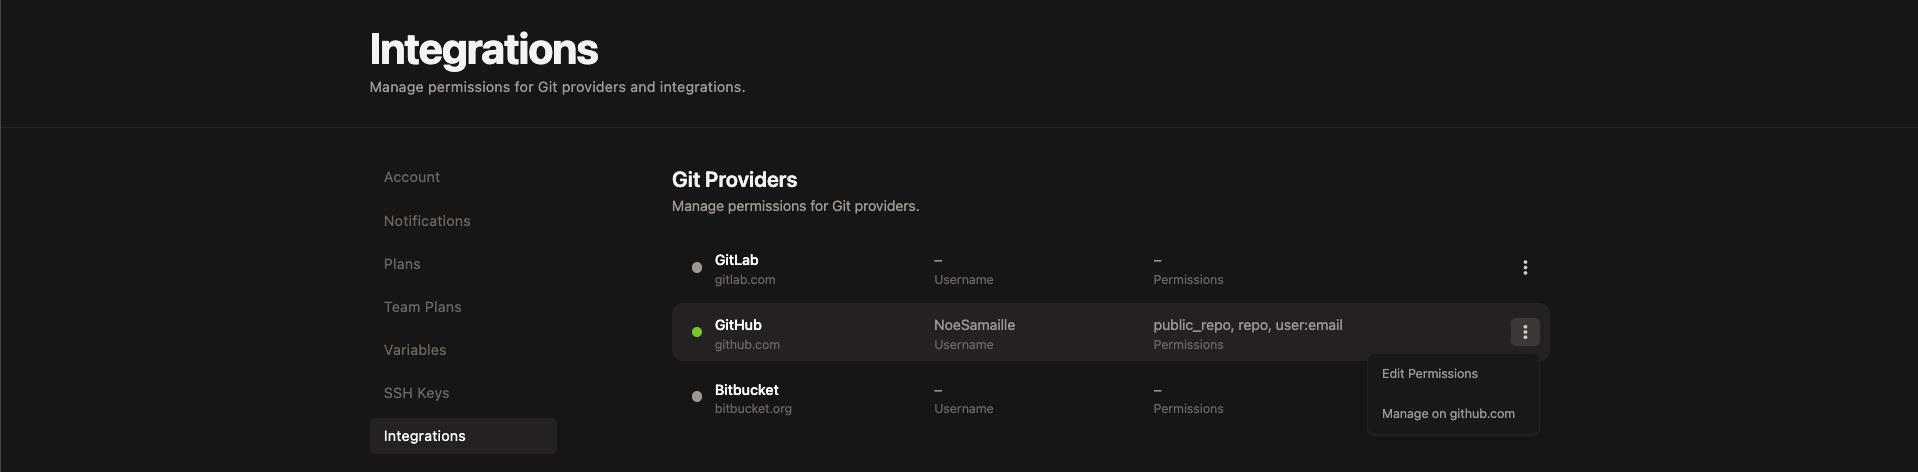 Integrations
Manage permissions for Git providers and integrations.
Account
Notifications
Plans
Team Plans
Variables
SSH Keys
Integrations
Git Providers
Manage permissions for Git providers.
GitLab – –
gitlab.com Username Permissions
GitHub NoeSamaille public_repo, repo, user:email
github.com Username Permissions
Bitbucket – –
bitbucket.org Username Permissions
Edit Permissions
Manage on github.com